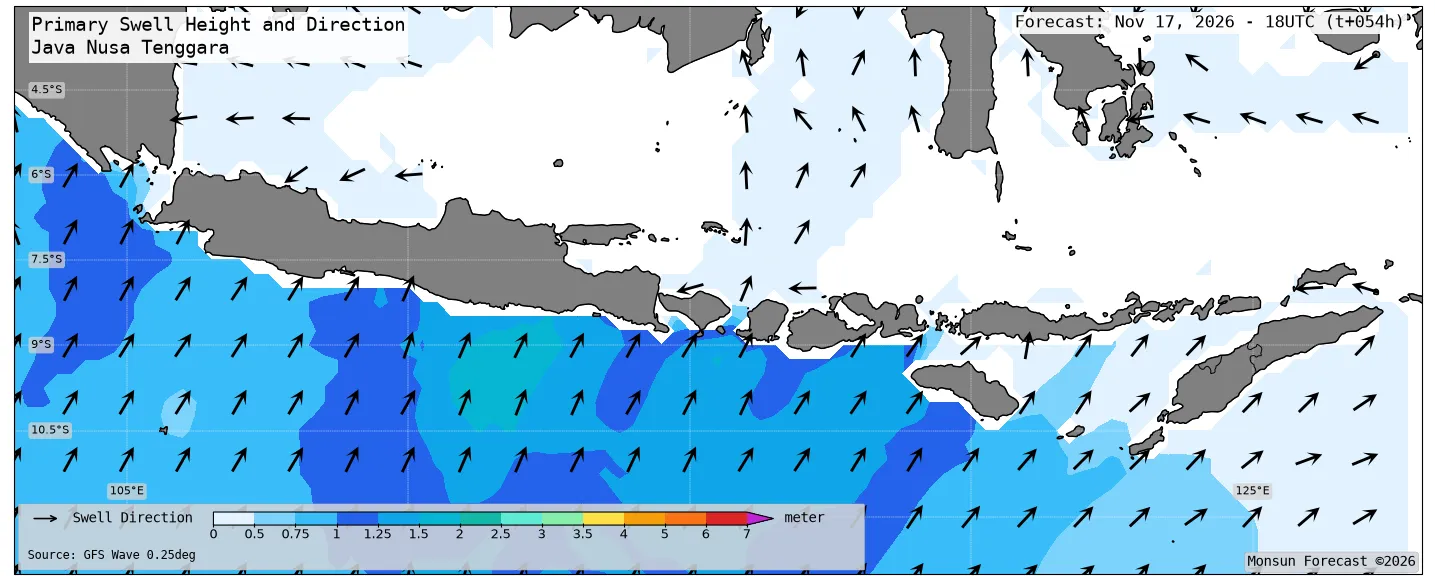 Primary Swell Height and Direction
Java Nusa Tenggara
Forecast: Nov 17, 2026 - 18UTC (t+054h)
4.5°S
6°S
7.5°S
9°S
10.5°S
105°E
125°E
Swell Direction
0 0.5 0.75 1 1.25 1.5 2 2.5 3 3.5 4 5 6 7
meter
Source: GFS Wave 0.25deg
Monsun Forecast ©2026